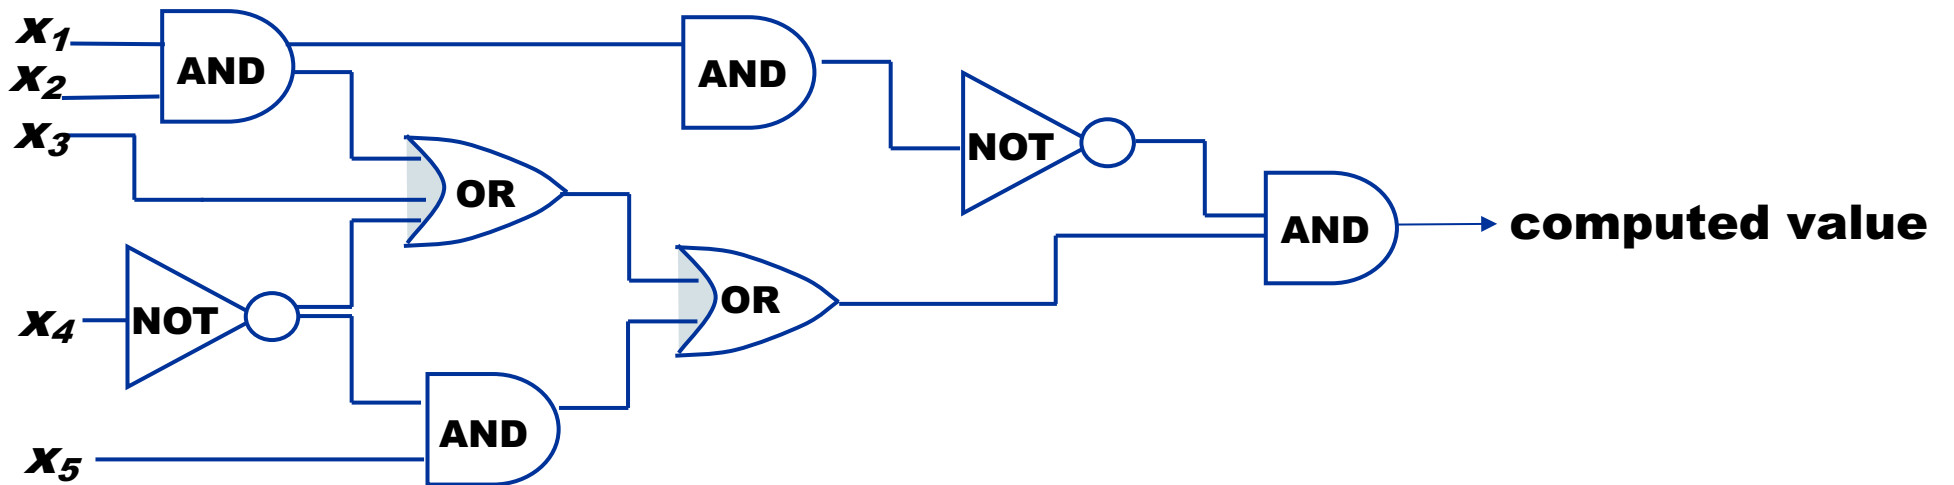 x1
AND
AND
x2
x3
NOT
OR
AND
computed value
OR
x4
NOT
AND
x5